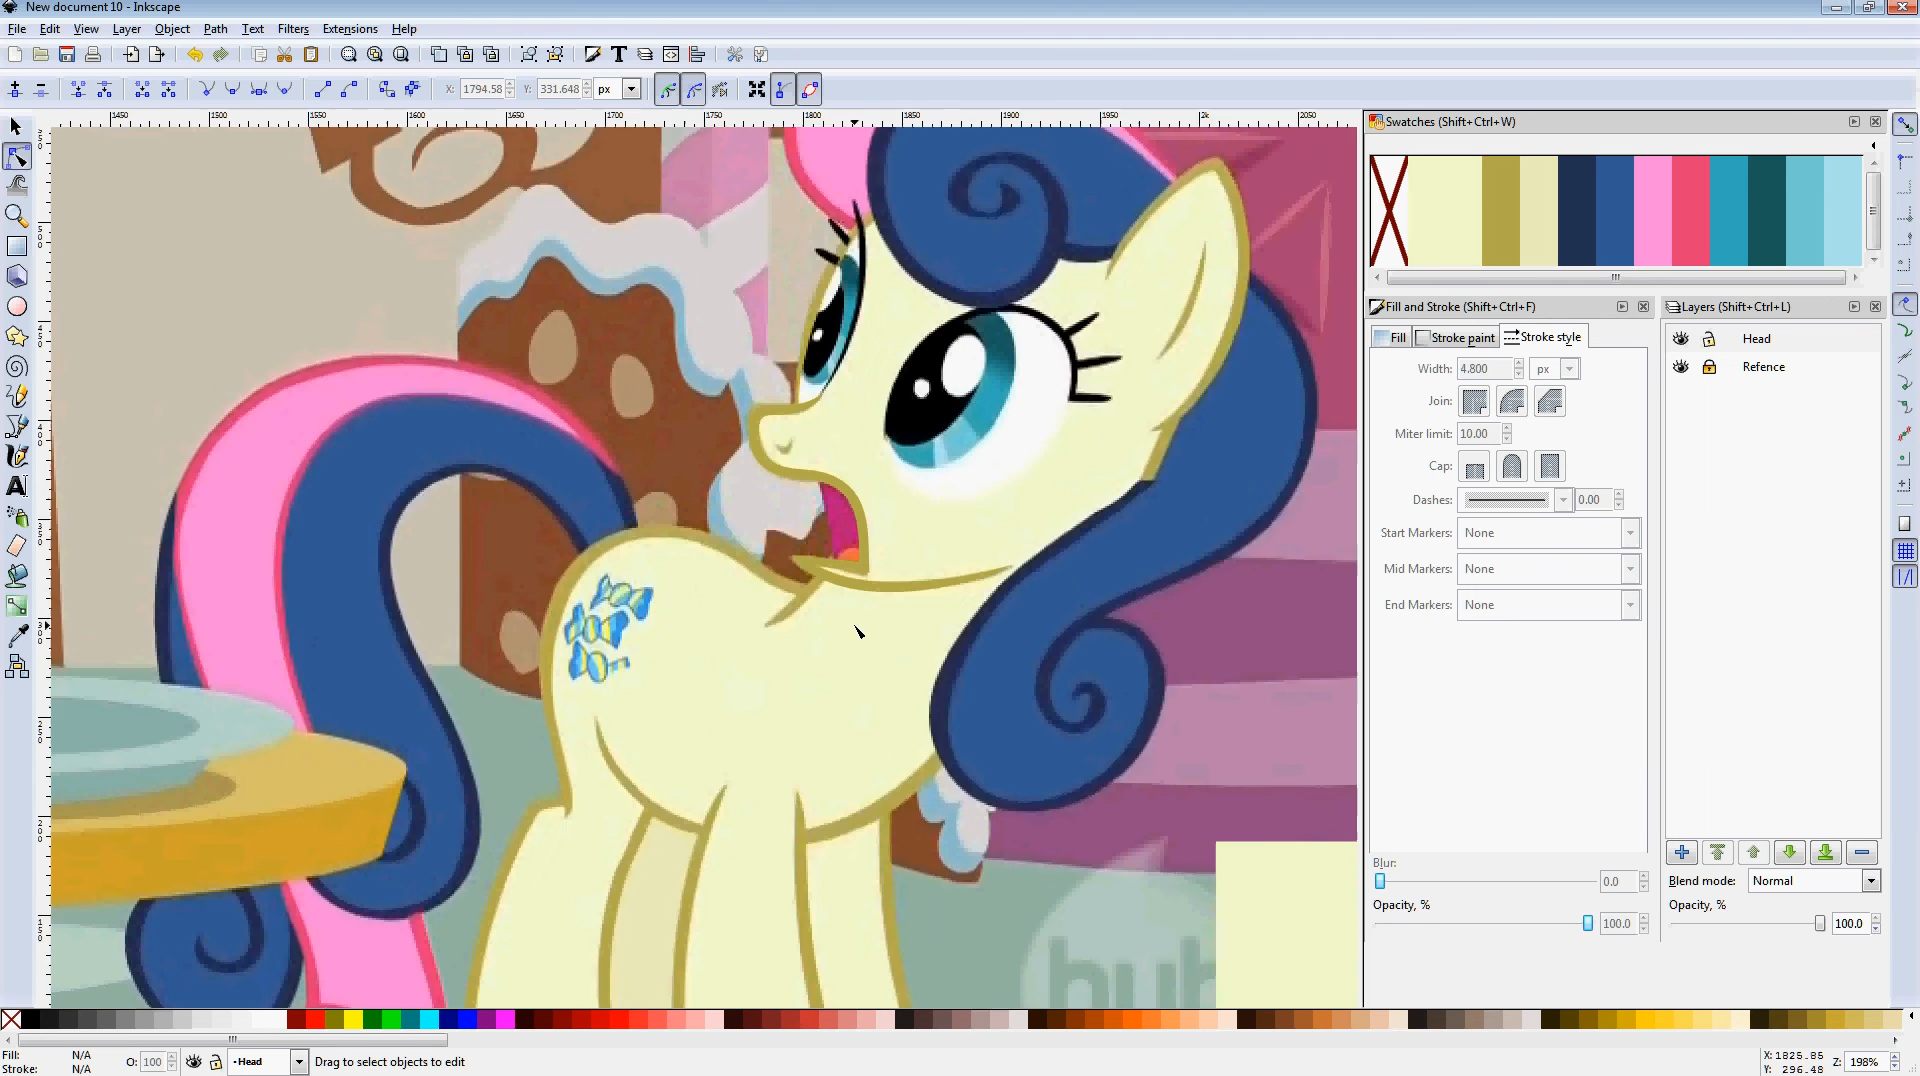 New document 10 - Inkscape
File Edit View Layer Object Path Text Filters Extensions Help
X: 1794.58 Y: 331.648 px
1450 1500 1550 1600 1650 1700 1750 1800 1850 1900 1950 2k 2050
Swatches (Shift+Ctrl+W)
Fill and Stroke (Shift+Ctrl+F)
Layers (Shift+Ctrl+L)
Fill Stroke paint Stroke style
Head
Refence
Width: 4.800 px
Join:
Miter limit: 10.00
Cap:
Dashes: 0.00
Start Markers: None
Mid Markers: None
End Markers: None
Blur:
0.0
Opacity, %
100.0
Blend mode: Normal
Opacity, %
100.0
hub
Fill: N/A
Stroke: N/A
O: 100
•Head
Drag to select objects to edit
X: 1825.85
Y: 296.48
Z: 198%